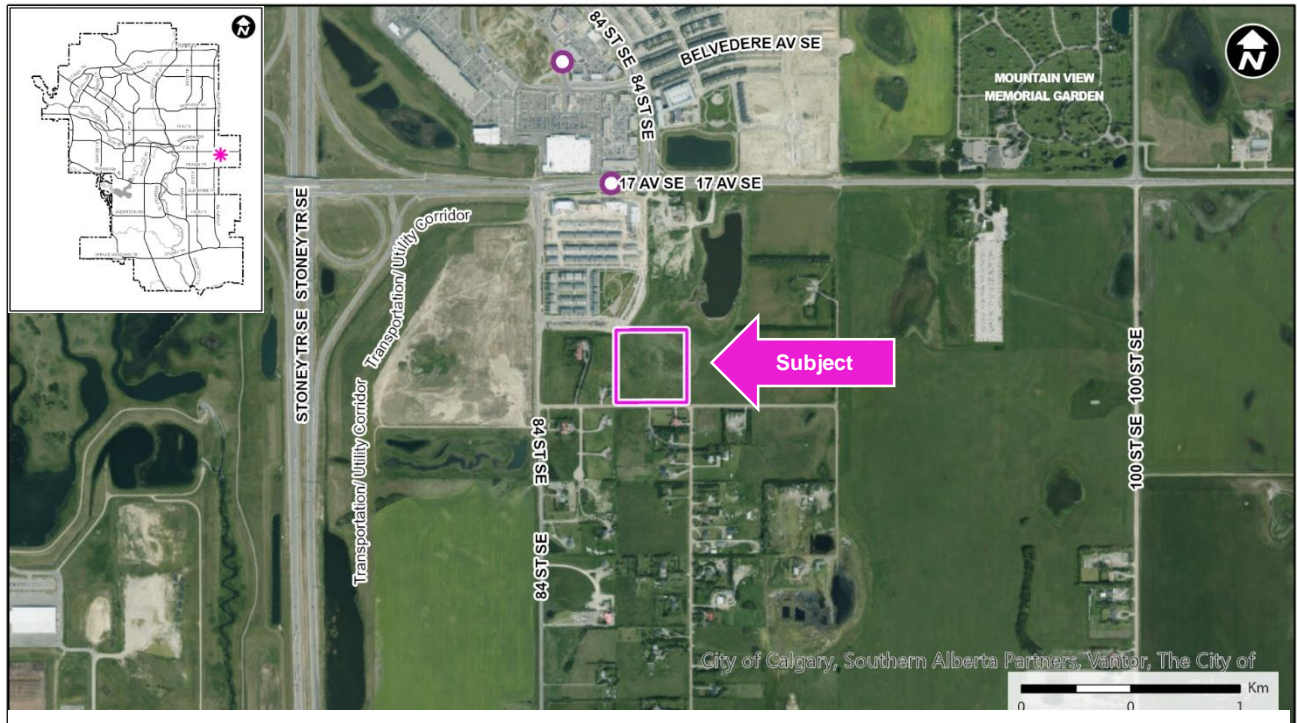 N
N
84 ST SE 84 ST SE
BELVEDERE AV SE
MOUNTAIN VIEW
MEMORIAL GARDEN
17 AV SE 17 AV SE
STONEY TR SE STONEY TR SE
Transportation/ Utility Corridor
Transportation/ Utility Corridor
Subject
84 ST SE
84 ST SE
100 ST SE 100 ST SE
City of Calgary, Southern Alberta Partners, Vantor, The City of
Km
0 0 1